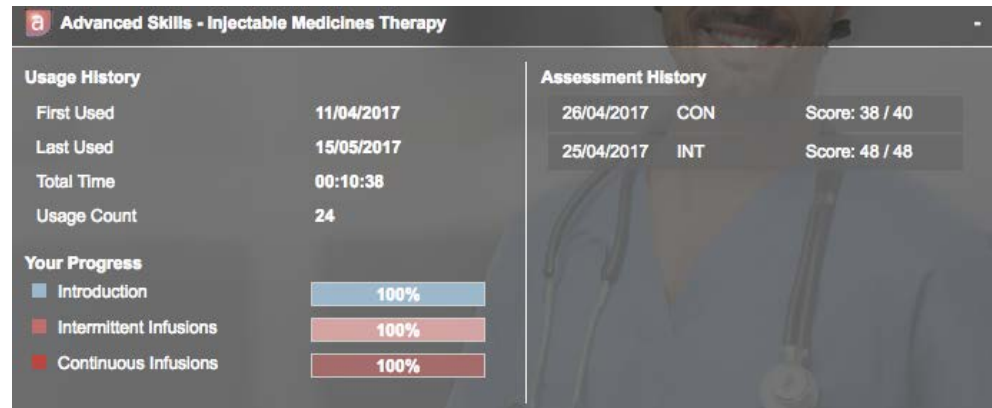 a Advanced Skills - Injectable Medicines Therapy -
Usage History
First Used 11/04/2017
Last Used 15/05/2017
Total Time 00:10:38
Usage Count 24
Your Progress
Introduction 100%
Intermittent Infusions 100%
Continuous Infusions 100%
Assessment History
26/04/2017 CON Score: 38 / 40
25/04/2017 INT Score: 48 / 48